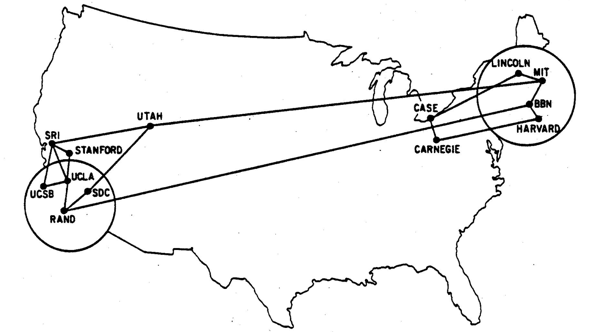 LINCOLN
MIT
CASE
BBN
UTAH
HARVARD
SRI
CARNEGIE
STANFORD
UCLA
UCSB
SDC
RAND